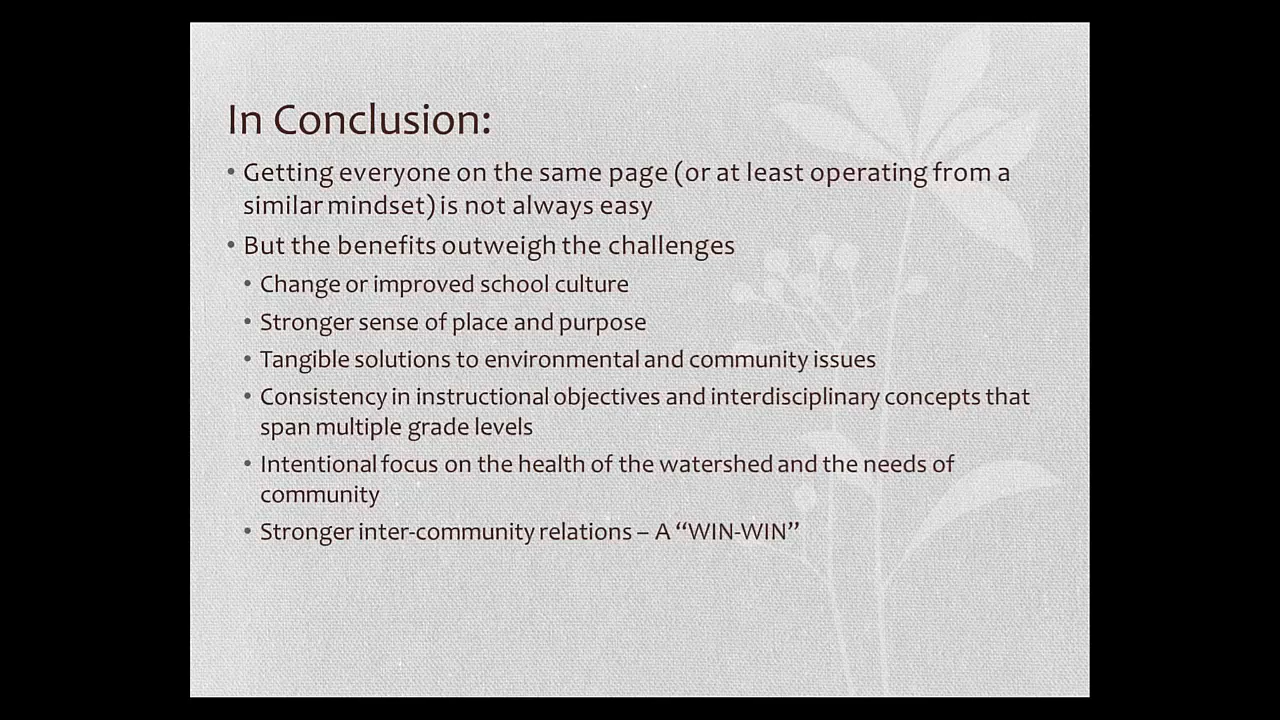 In Conclusion:
• Getting everyone on the same page (or at least operating from a
similar mindset) is not always easy
• But the benefits outweigh the challenges
• Change or improved school culture
• Stronger sense of place and purpose
• Tangible solutions to environmental and community issues
• Consistency in instructional objectives and interdisciplinary concepts that
span multiple grade levels
• Intentional focus on the health of the watershed and the needs of
community
• Stronger inter-community relations – A “WIN-WIN”